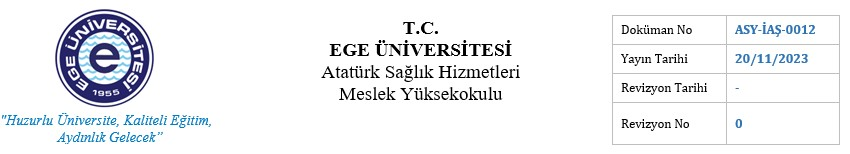 EGE ÜNİVERSİTESİ
e
1955
"Huzurlu Üniversite, Kaliteli Eğitim,
Aydınlık Gelecek”
T.C.
EGE ÜNİVERSİTESİ
Atatürk Sağlık Hizmetleri
Meslek Yüksekokulu
Doküman No ASY-İAŞ-0012
Yayın Tarihi 20/11/2023
Revizyon Tarihi -
Revizyon No 0